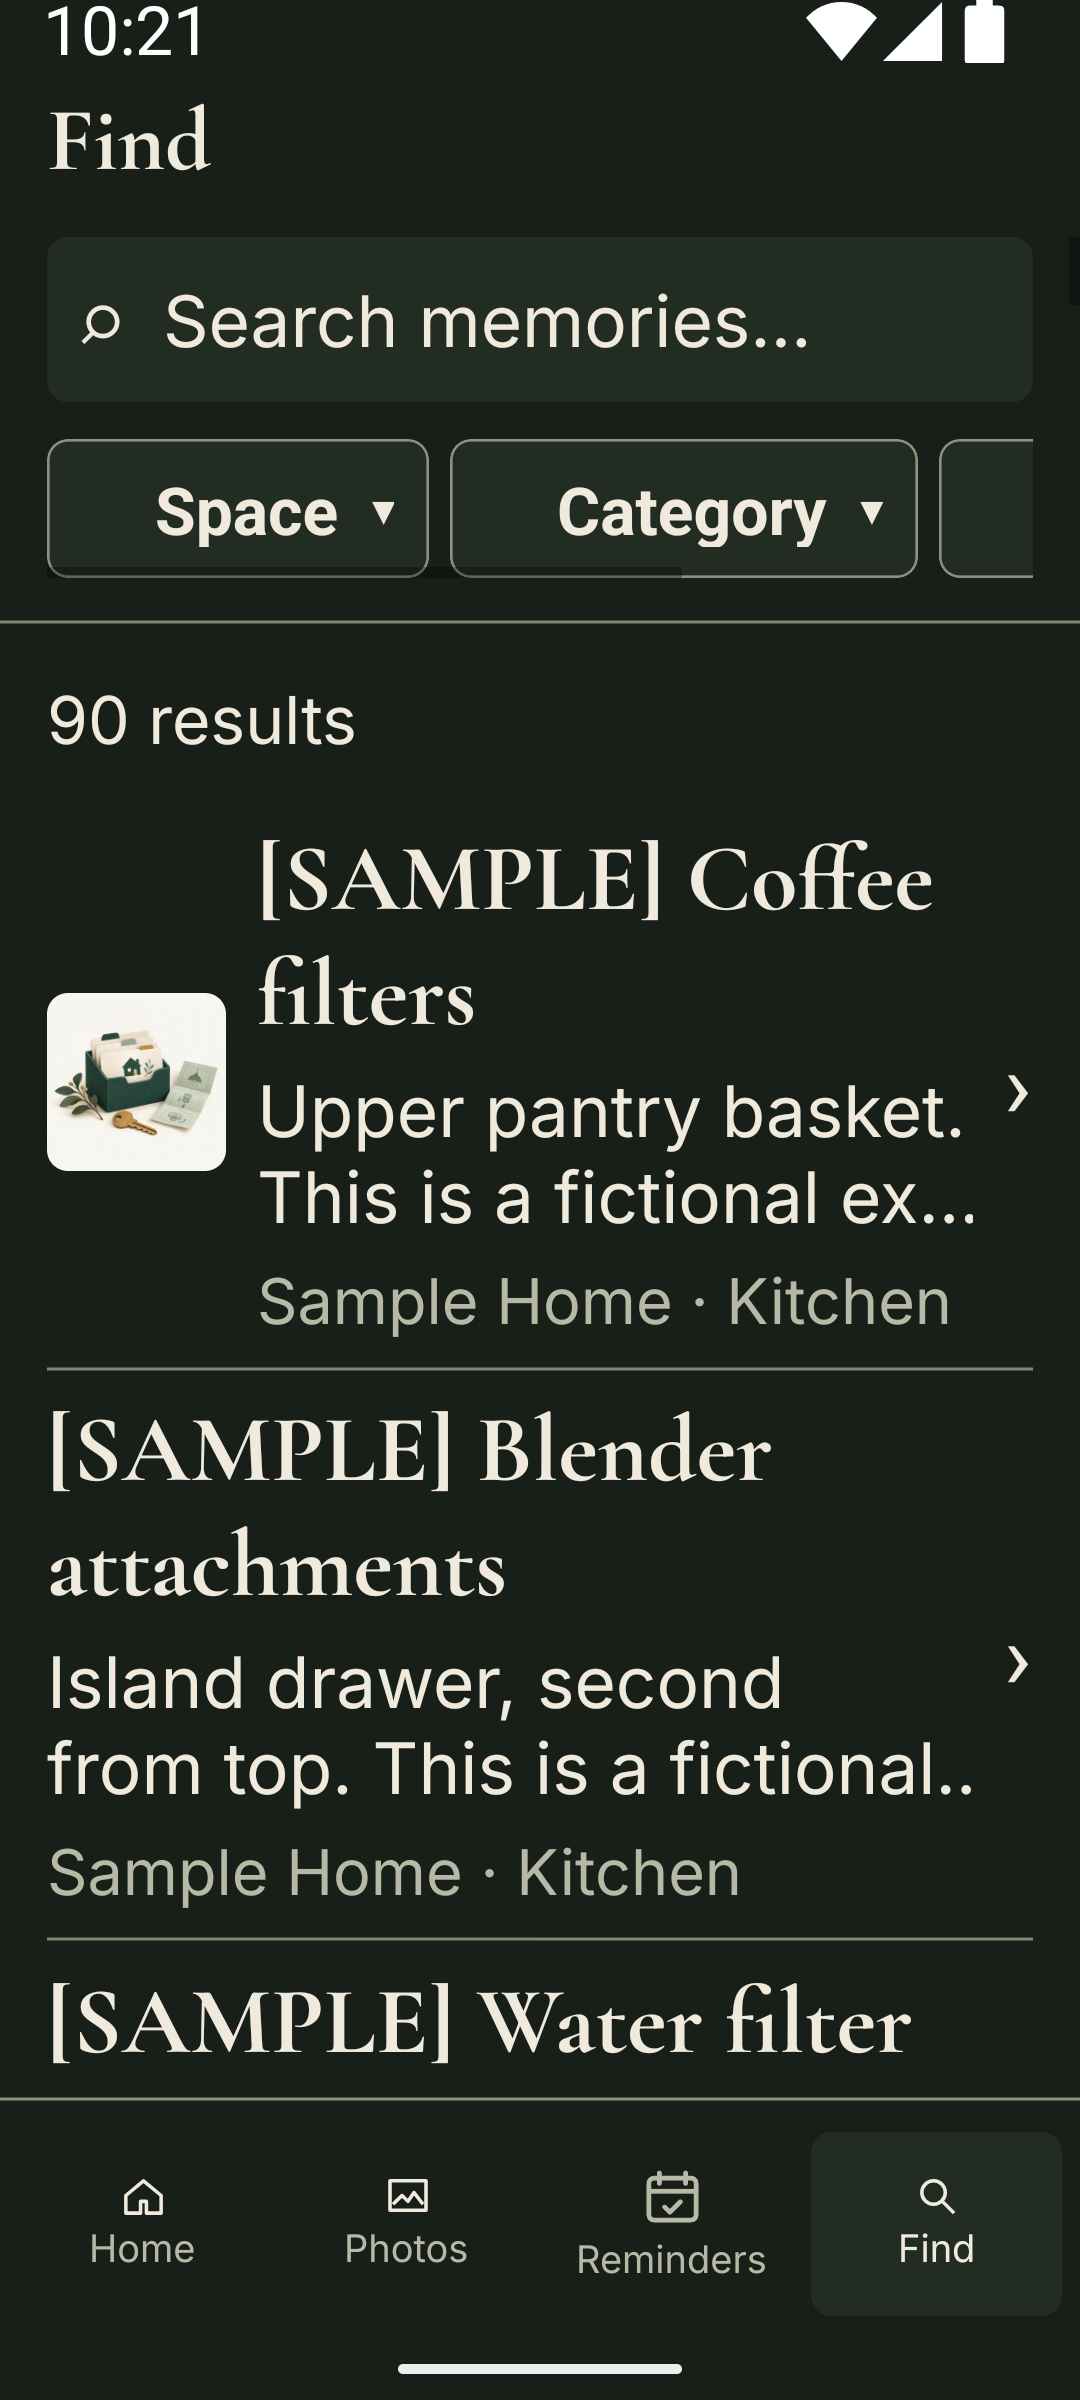 10:21
Find
Search memories...
Space ▼
Category ▼
90 results
[SAMPLE] Coffee
filters
Upper pantry basket.
This is a fictional ex...
Sample Home · Kitchen
[SAMPLE] Blender
attachments
Island drawer, second
from top. This is a fictional..
Sample Home · Kitchen
[SAMPLE] Water filter
Home
Photos
Reminders
Find